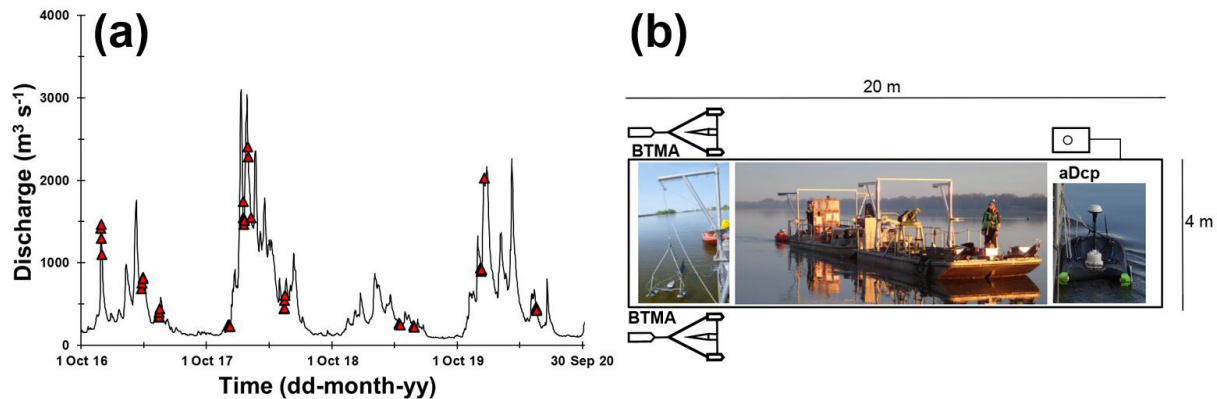 (a)
4000
3000
2000
1000
0
Discharge (m³ s⁻¹)
1 Oct 16
1 Oct 17
1 Oct 18
1 Oct 19
30 Sep 20
Time (dd-month-yy)
(b)
20 m
BTMA
aDcp
4 m
BTMA